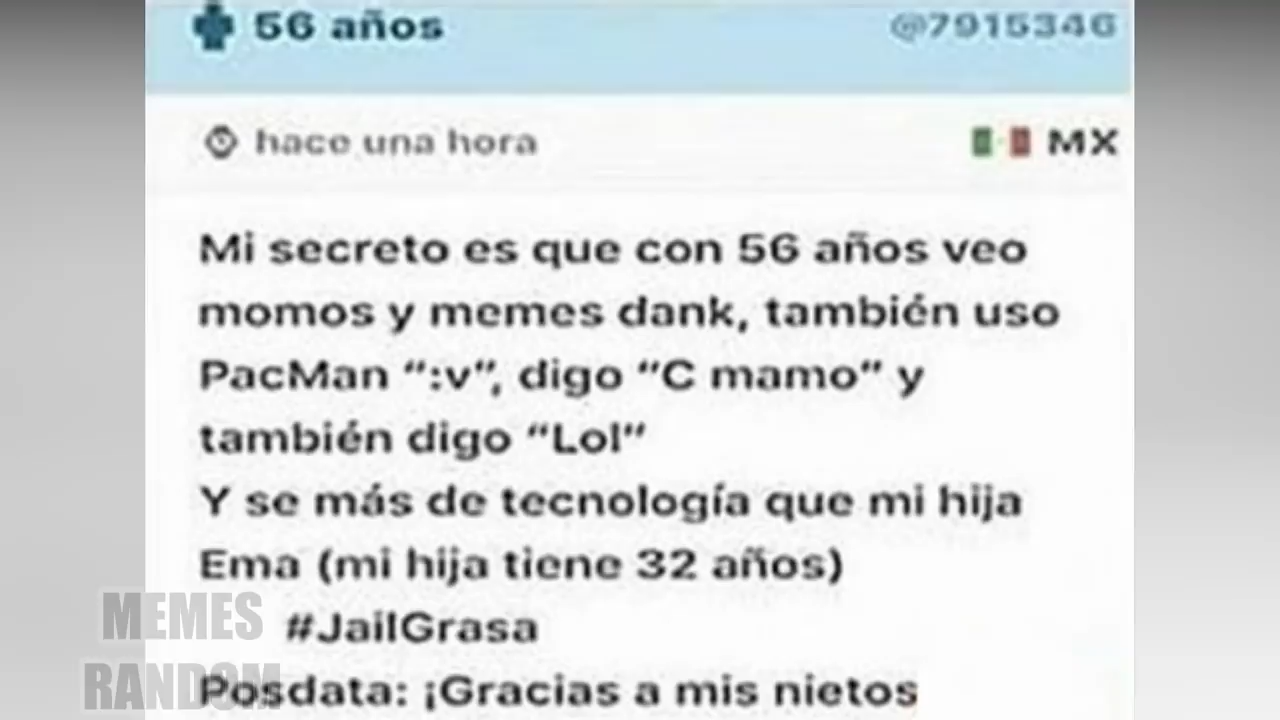 56 años @7915346
hace una hora MX
Mi secreto es que con 56 años veo
momos y memes dank, también uso
PacMan “:v”, digo “C mamo” y
también digo “Lol”
Y se más de tecnología que mi hija
Ema (mi hija tiene 32 años)
#JailGrasa
Posdata: ¡Gracias a mis nietos
MEMES
RANDOM